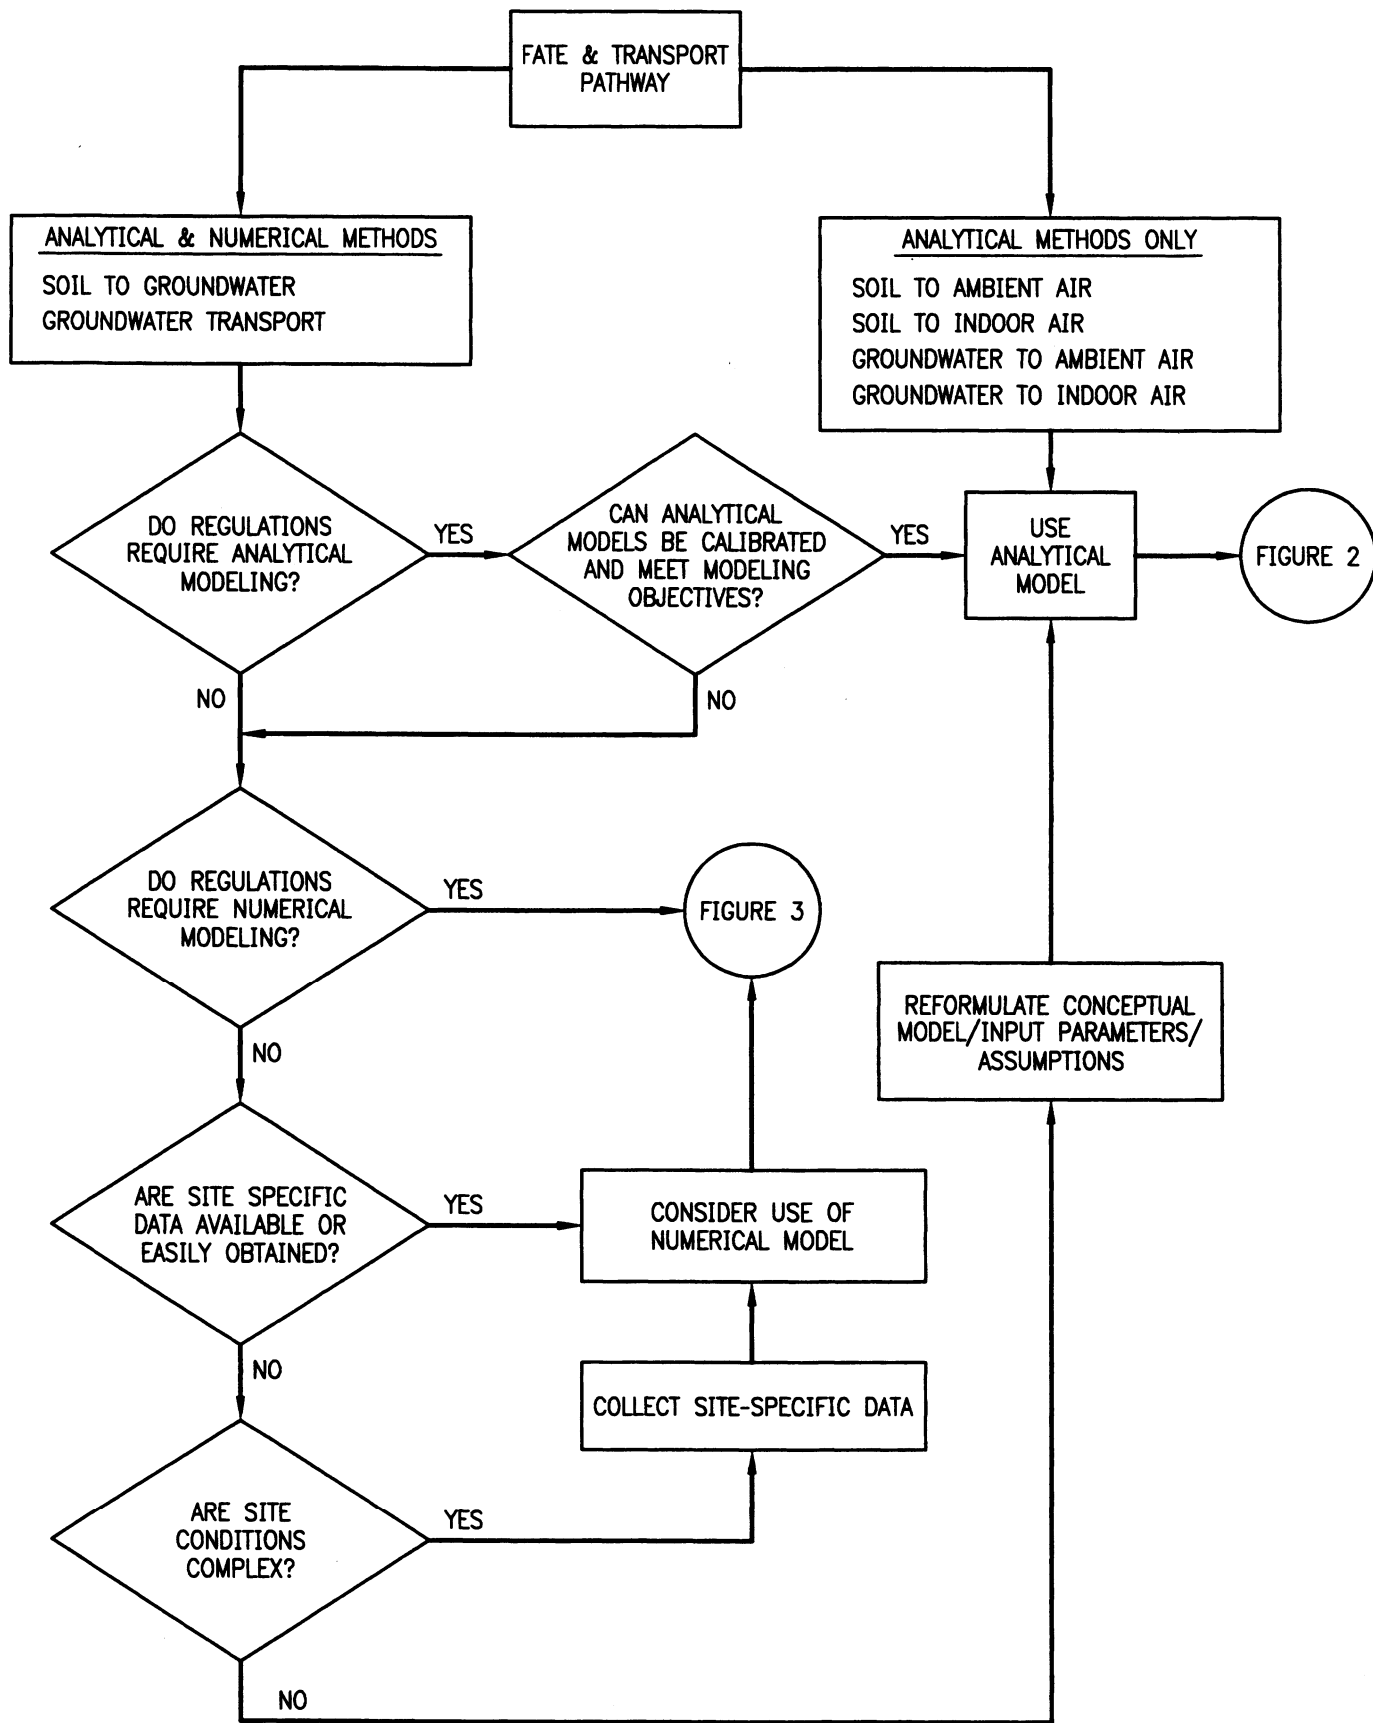 FATE & TRANSPORT
PATHWAY
ANALYTICAL & NUMERICAL METHODS
SOIL TO GROUNDWATER
GROUNDWATER TRANSPORT
ANALYTICAL METHODS ONLY
SOIL TO AMBIENT AIR
SOIL TO INDOOR AIR
GROUNDWATER TO AMBIENT AIR
GROUNDWATER TO INDOOR AIR
DO REGULATIONS
REQUIRE ANALYTICAL
MODELING?
YES
NO
CAN ANALYTICAL
MODELS BE CALIBRATED
AND MEET MODELING
OBJECTIVES?
YES
NO
USE
ANALYTICAL
MODEL
FIGURE 2
DO REGULATIONS
REQUIRE NUMERICAL
MODELING?
YES
NO
FIGURE 3
REFORMULATE CONCEPTUAL
MODEL/INPUT PARAMETERS/
ASSUMPTIONS
ARE SITE SPECIFIC
DATA AVAILABLE OR
EASILY OBTAINED?
YES
NO
CONSIDER USE OF
NUMERICAL MODEL
COLLECT SITE-SPECIFIC DATA
ARE SITE
CONDITIONS
COMPLEX?
YES
NO